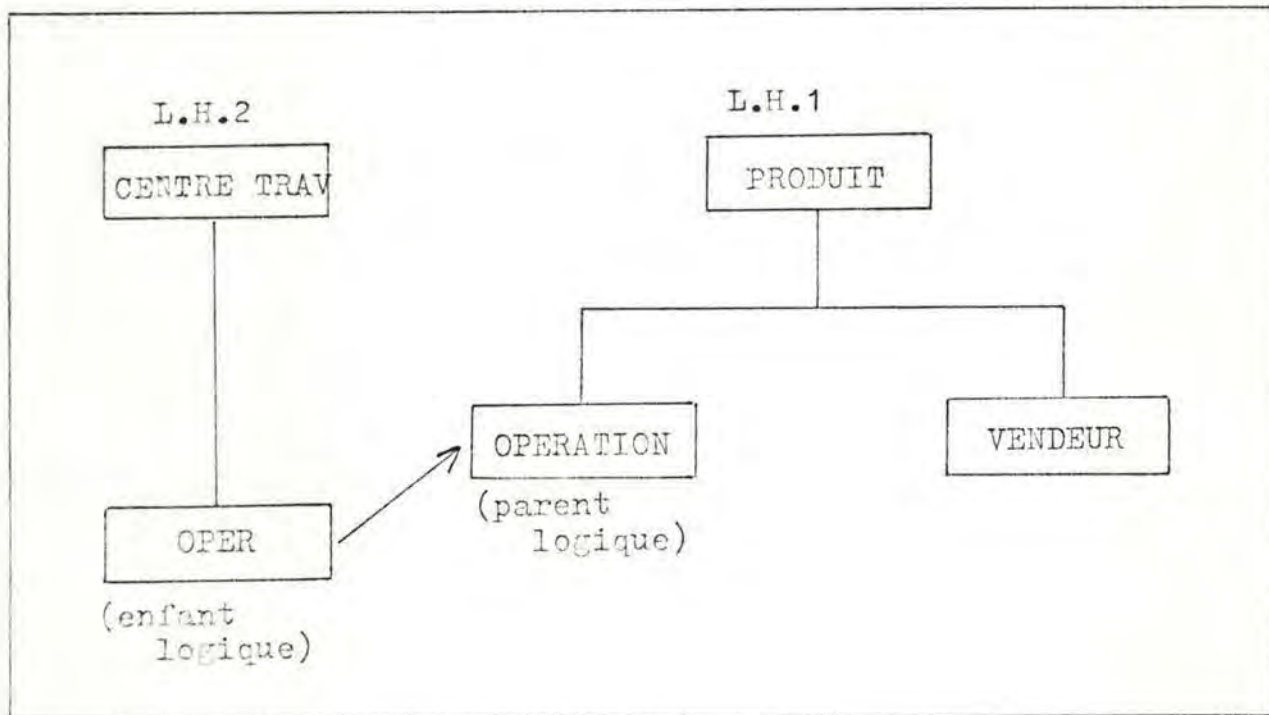 L.H.2
CENTRE TRAV
OPER
(enfant
logique)
L.H.1
PRODUIT
OPERATION
(parent
logique)
VENDEUR